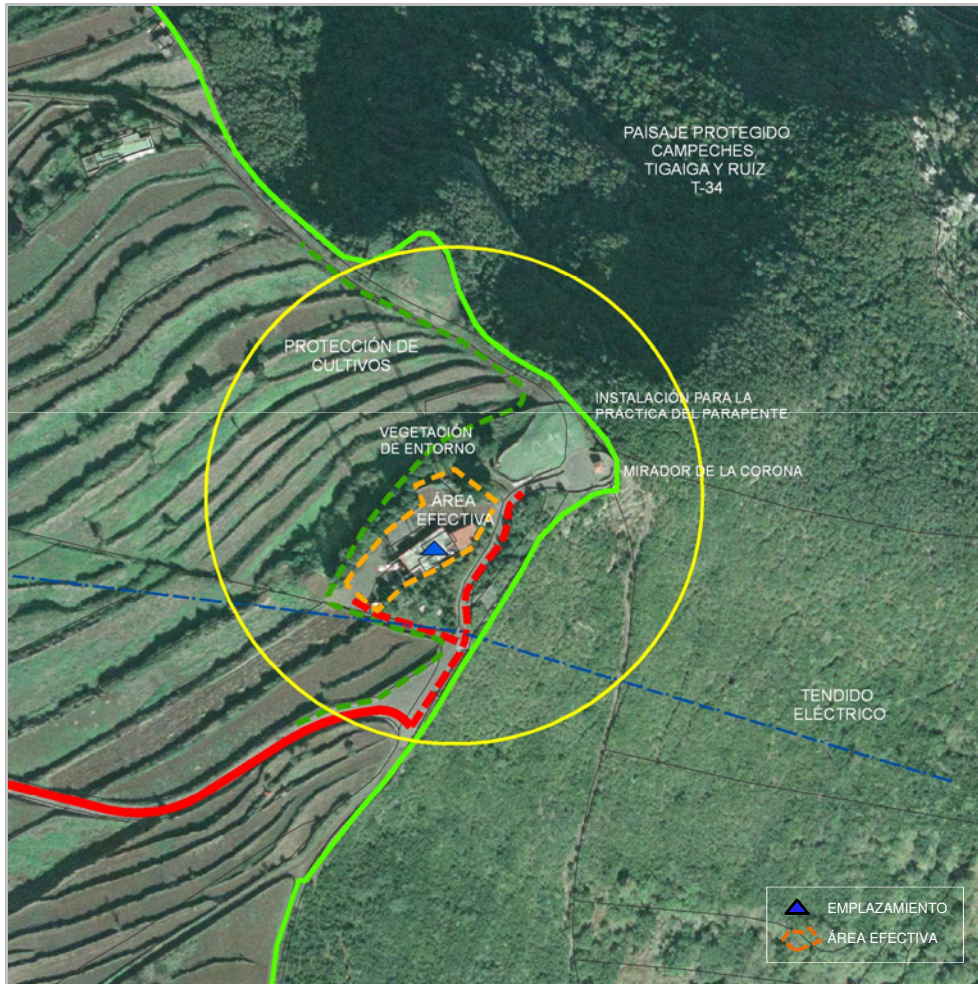 PAISAJE PROTEGIDO
CAMPECHES,
TIGAIGA Y RUIZ
T-34
PROTECCIÓN DE
CULTIVOS
INSTALACIÓN PARA LA
PRÁCTICA DEL PARAPENTE
VEGETACIÓN
DE ENTORNO
MIRADOR DE LA CORONA
ÁREA
EFECTIVA
TENDIDO
ELÉCTRICO
EMPLAZAMIENTO
ÁREA EFECTIVA